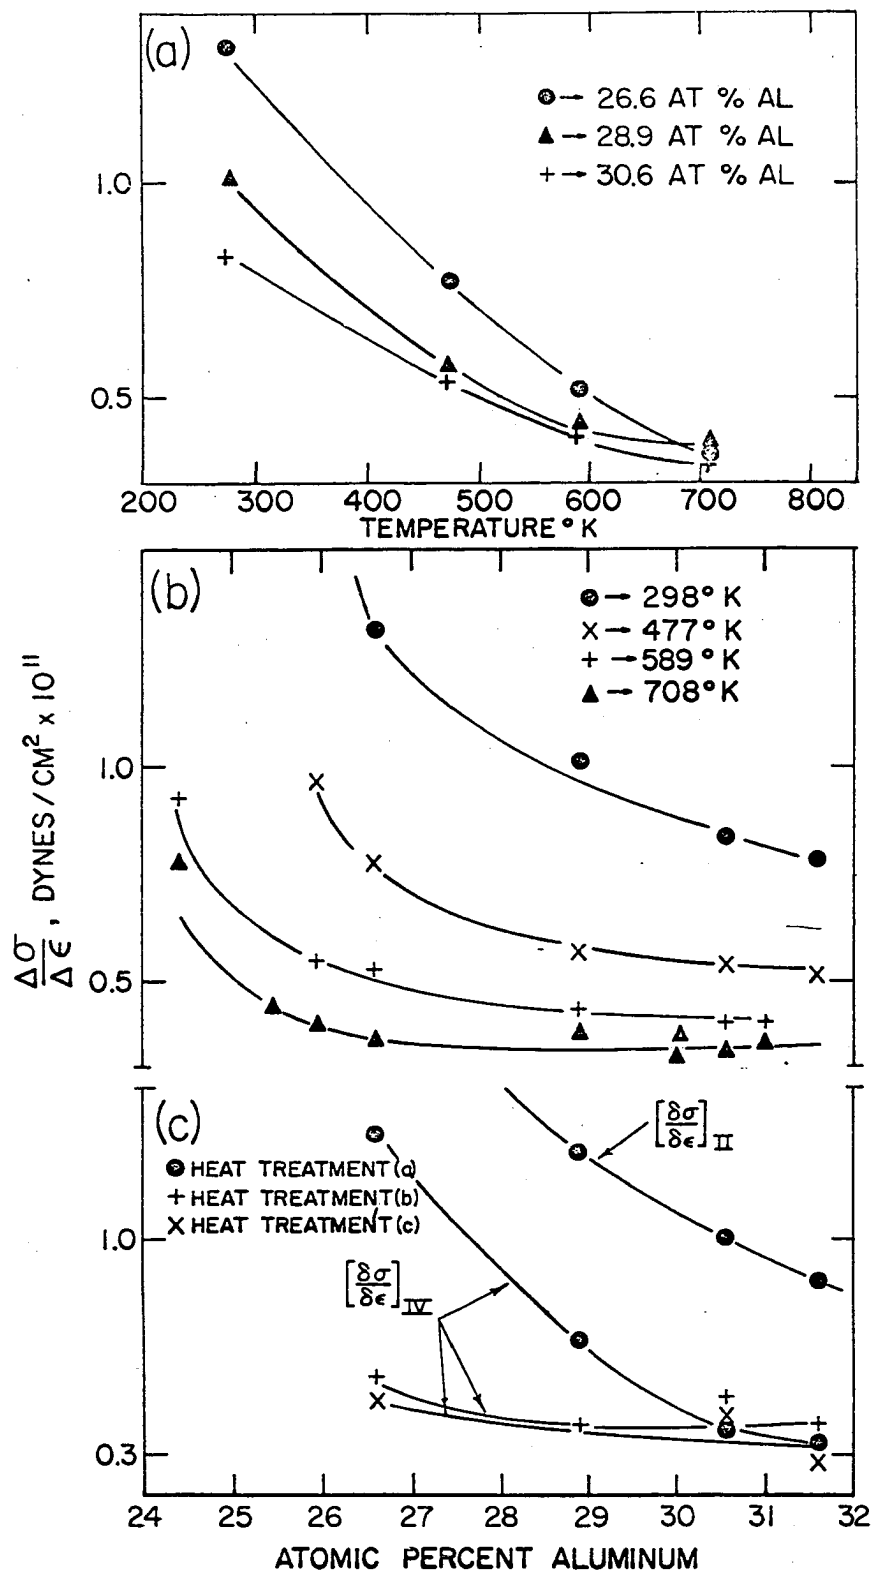 (a)
26.6 AT % AL
28.9 AT % AL
30.6 AT % AL
1.0
0.5
200 300 400 500 600 700 800
TEMPERATURE °K
(b)
298°K
477°K
589°K
708°K
1.0
0.5
Δσ/Δε, DYNES/CM² x 10¹¹
(c)
HEAT TREATMENT (a)
HEAT TREATMENT (b)
HEAT TREATMENT (c)
[δσ/δε]II
[δσ/δε]IV
1.0
0.3
24 25 26 27 28 29 30 31 32
ATOMIC PERCENT ALUMINUM